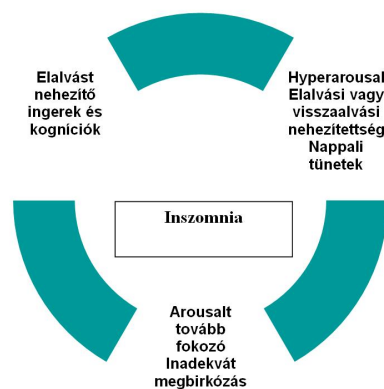 Elalvást
nehezítő
ingerek és
kogníciók
Hyperarousal
Elalvási vagy
visszaalvási
nehezítettség
Nappali
tünetek
Inszomnia
Arousalt
tovább
fokozó
Inadekvát
megbirkózás